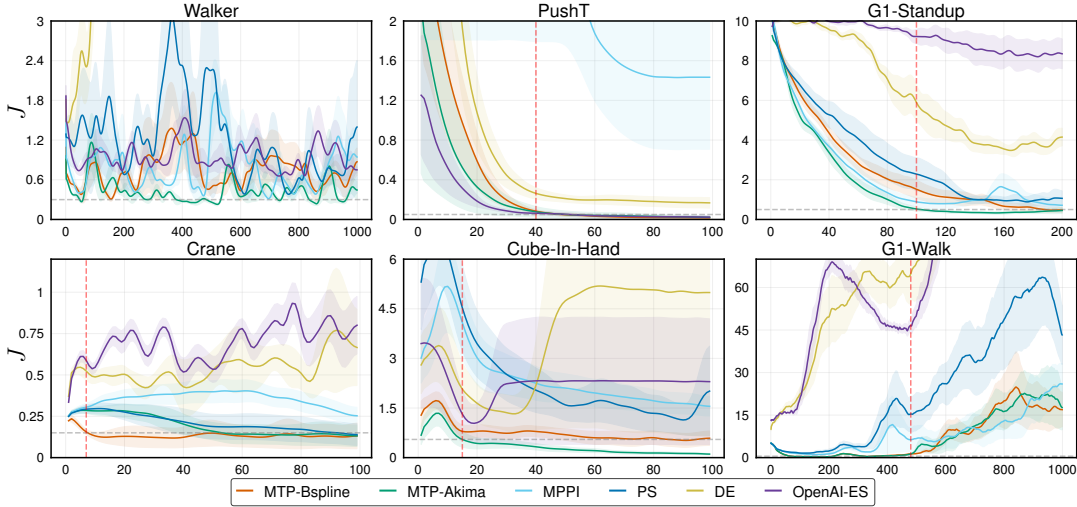 Walker
PushT
G1-Standup
J
3
2.4
1.8
1.2
0.6
0
0 200 400 600 800 1000
2
1.6
1.2
0.8
0.4
0
0 20 40 60 80 100
10
8
6
4
2
0
0 40 80 120 160 200
Crane
Cube-In-Hand
G1-Walk
J
1
0.75
0.5
0.25
0
0 20 40 60 80 100
6
4.5
3
1.5
0
0 20 40 60 80 100
60
45
30
15
0
0 200 400 600 800 1000
MTP-Bspline MTP-Akima MPPI PS DE OpenAI-ES